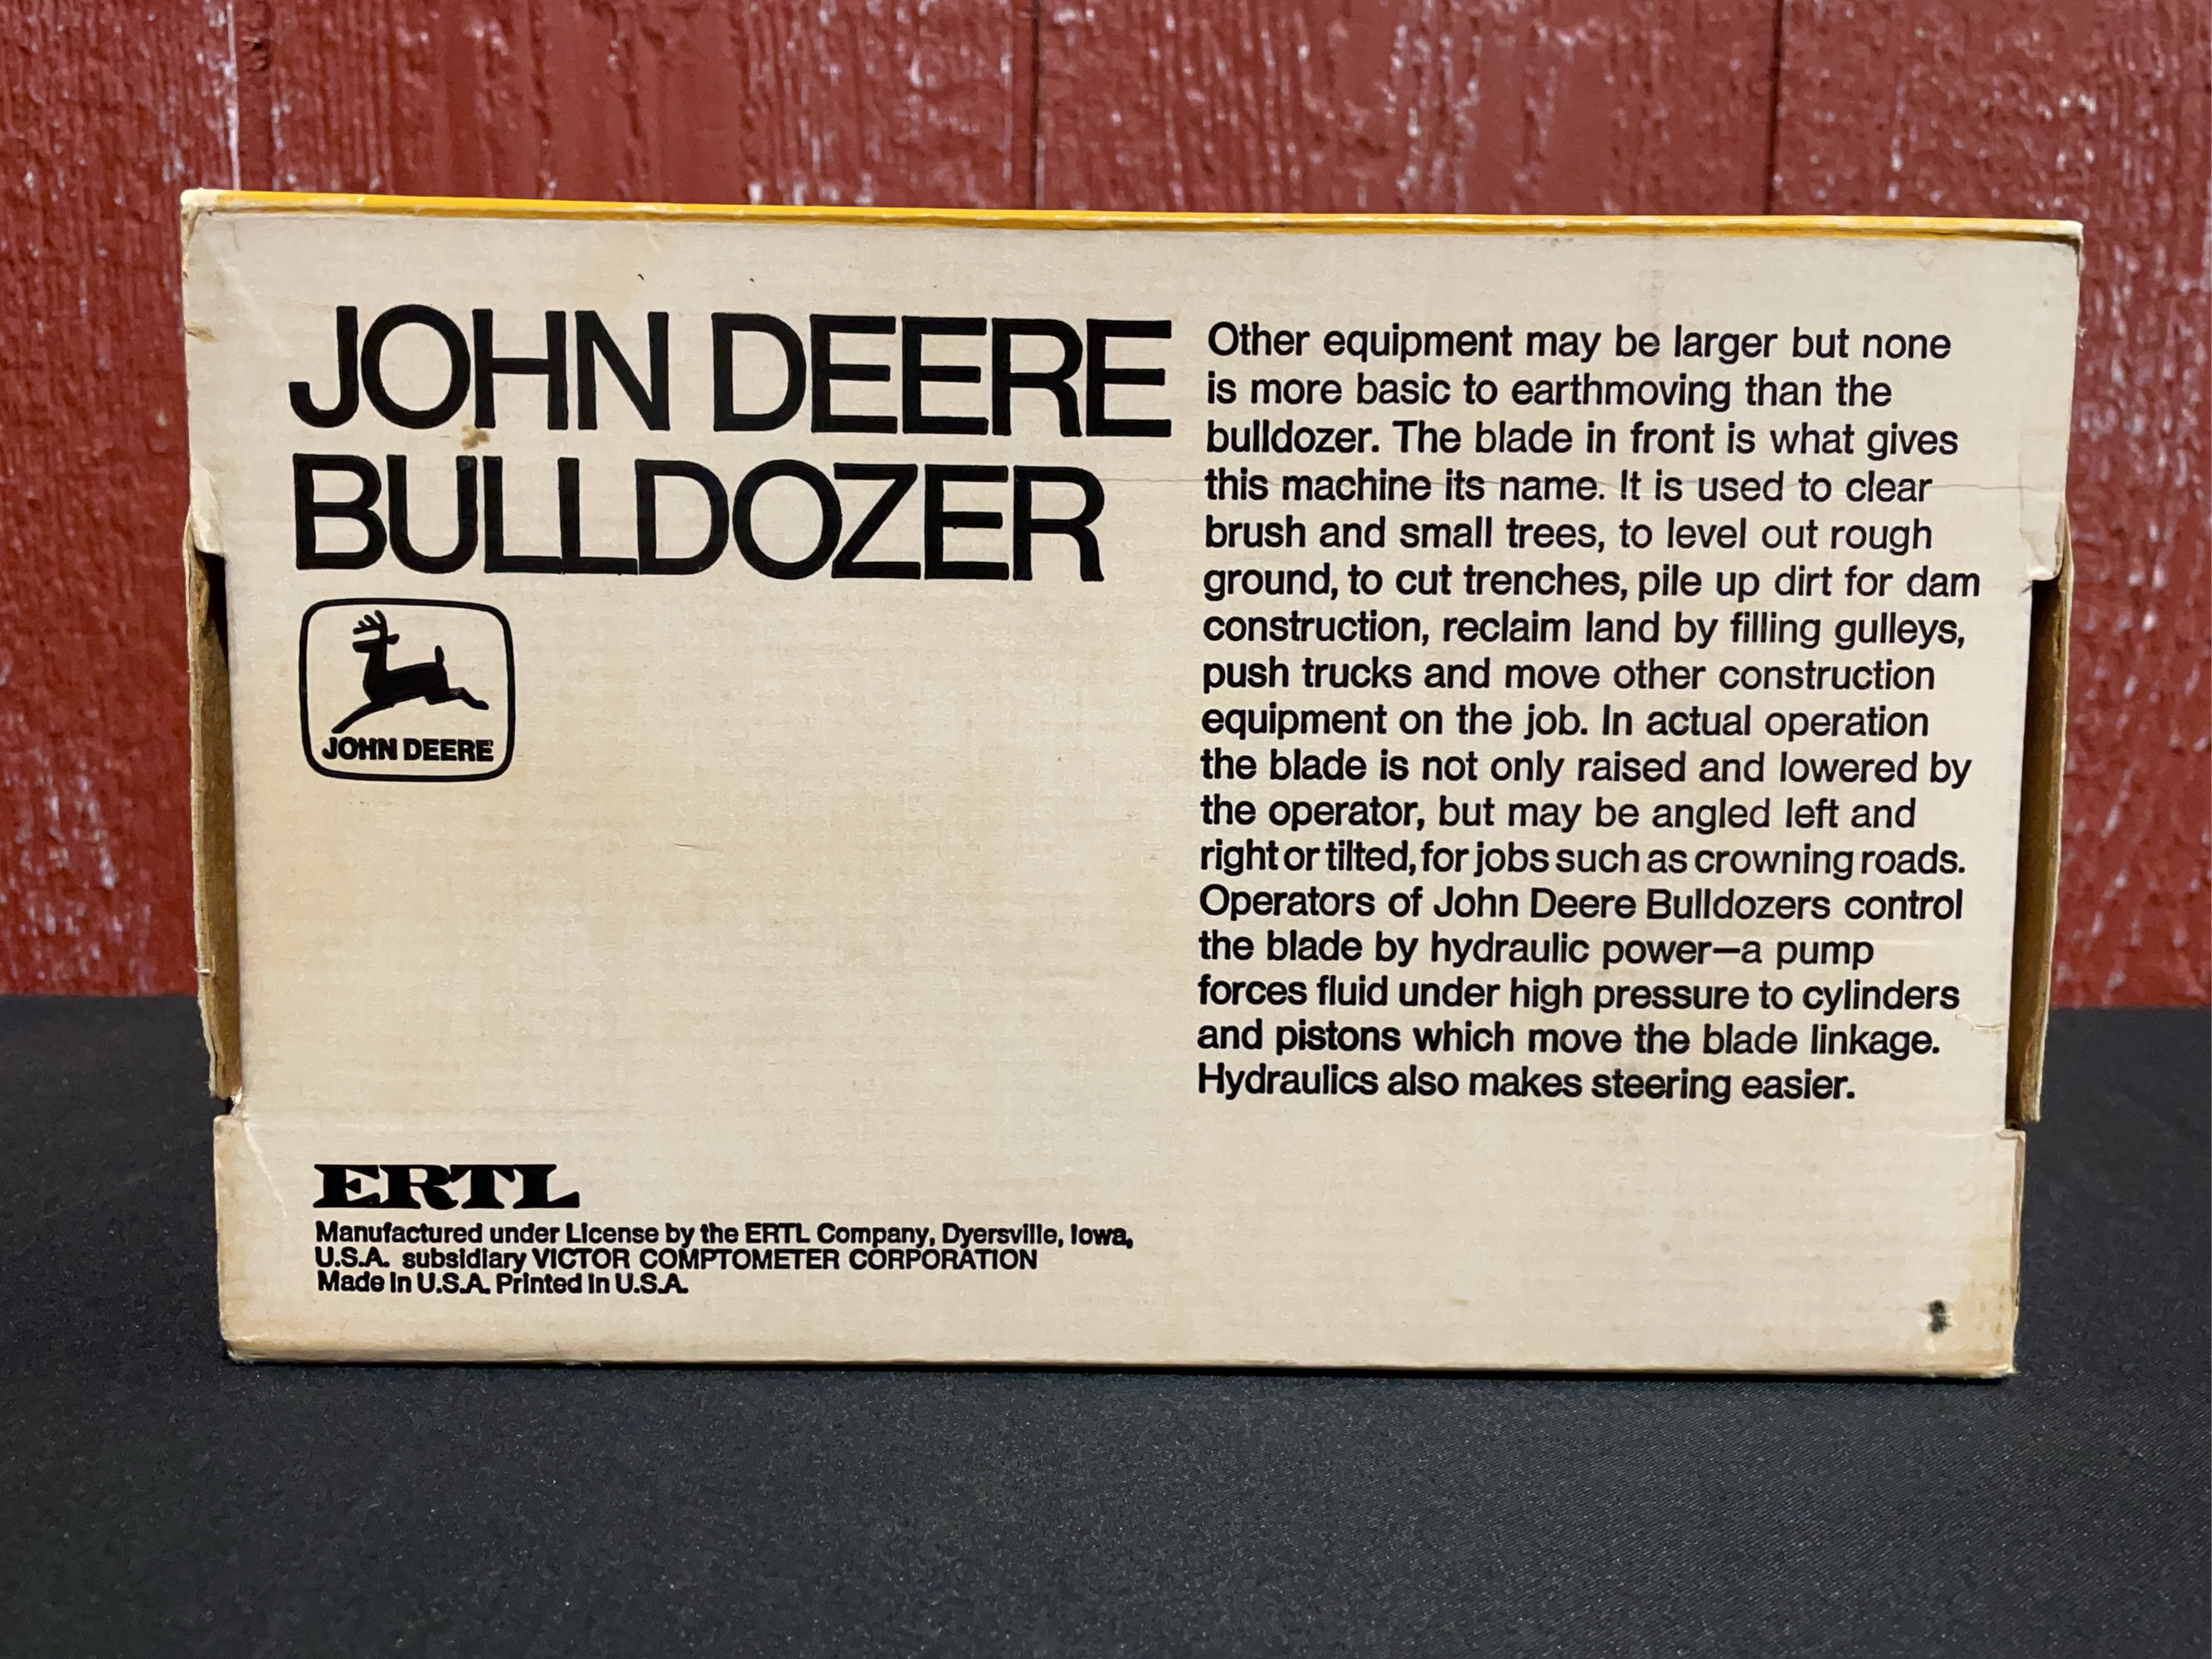 JOHN DEERE
BULLDOZER
JOHN DEERE
Other equipment may be larger but none
is more basic to earthmoving than the
bulldozer. The blade in front is what gives
this machine its name. It is used to clear
brush and small trees, to level out rough
ground, to cut trenches, pile up dirt for dam
construction, reclaim land by filling gulleys,
push trucks and move other construction
equipment on the job. In actual operation
the blade is not only raised and lowered by
the operator, but may be angled left and
right or tilted, for jobs such as crowning roads.
Operators of John Deere Bulldozers control
the blade by hydraulic power—a pump
forces fluid under high pressure to cylinders
and pistons which move the blade linkage.
Hydraulics also makes steering easier.
ERTL
Manufactured under License by the ERTL Company, Dyersville, Iowa,
U.S.A. subsidiary VICTOR COMPTOMETER CORPORATION
Made in U.S.A. Printed in U.S.A.